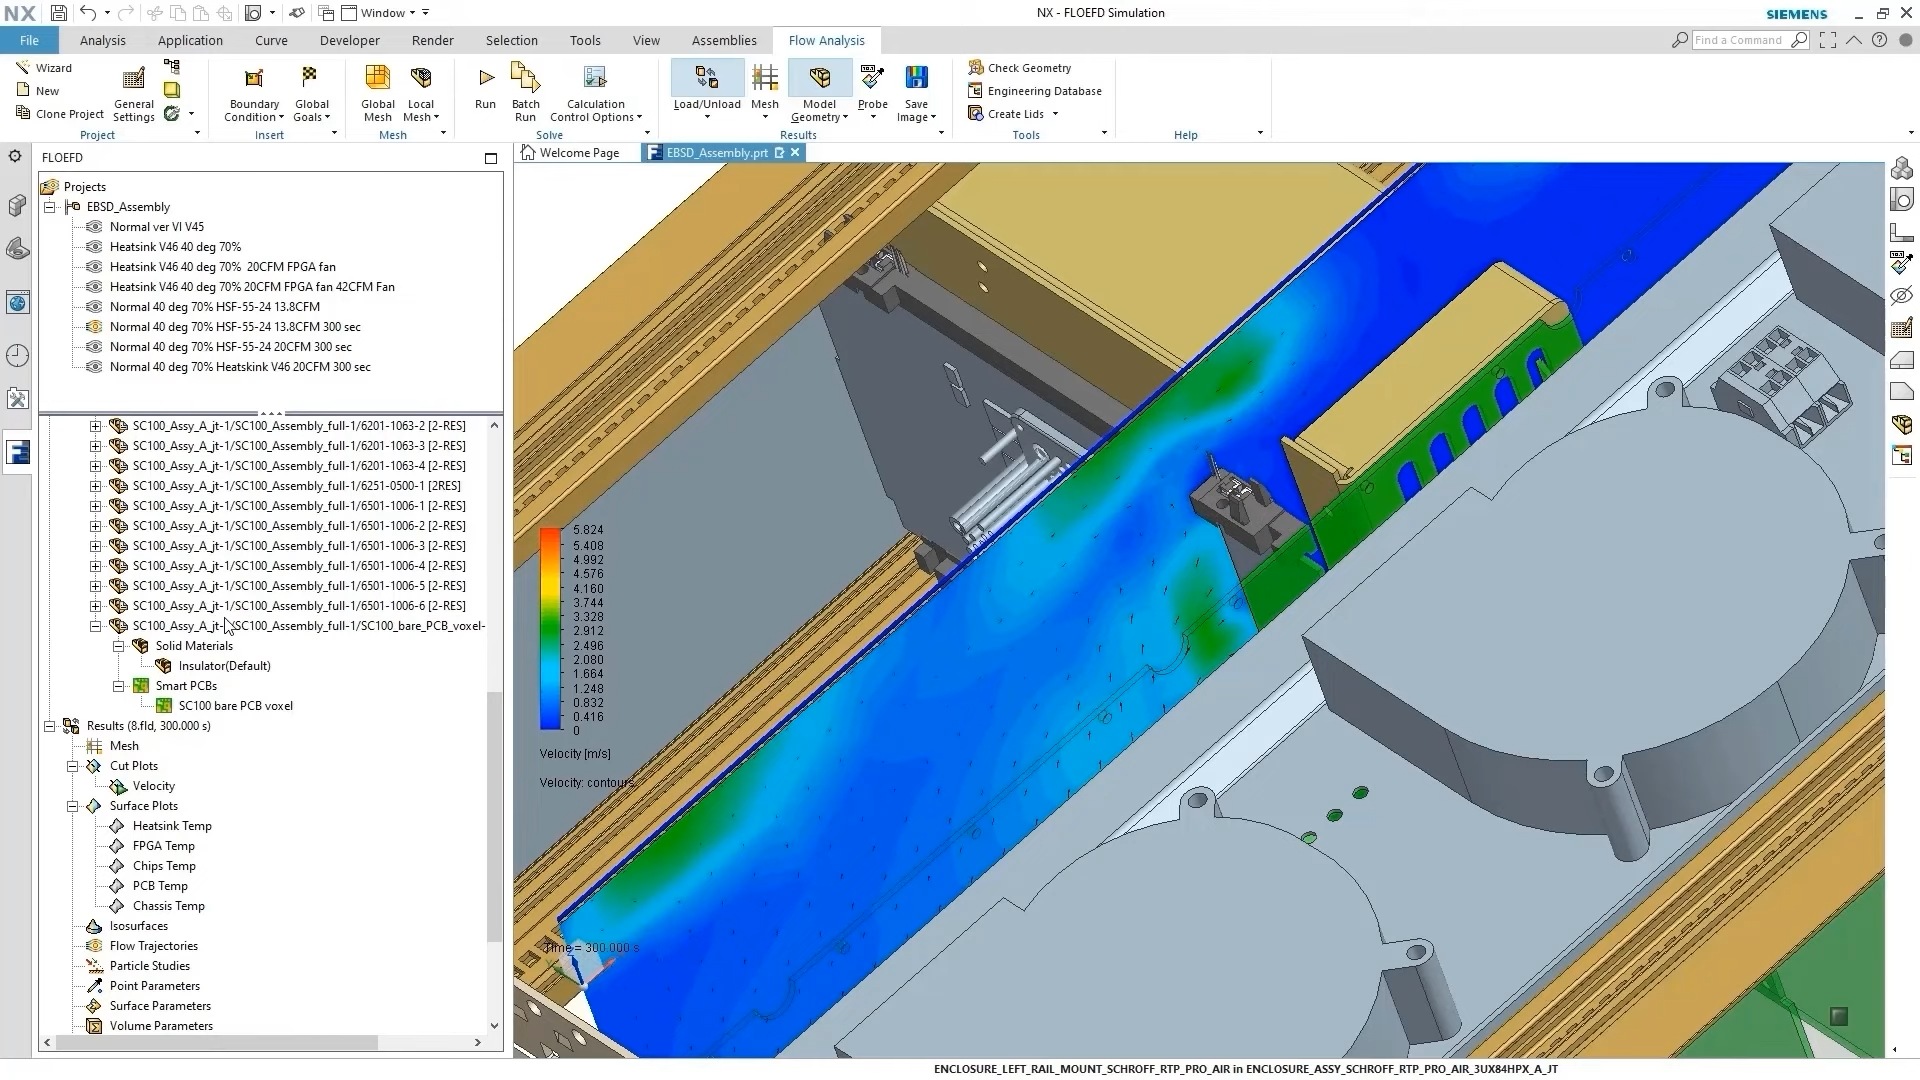 NX
Window
NX - FLOEFD Simulation
SIEMENS
File
Analysis
Application
Curve
Developer
Render
Selection
Tools
View
Assemblies
Flow Analysis
Find a Command
Wizard
New
Clone Project
General Settings
Project
Boundary Condition
Global Goals
Insert
Global Mesh
Local Mesh
Mesh
Run
Batch Run
Calculation Control Options
Solve
Load/Unload
Mesh
Model Geometry
Probe
Save Image
Results
Check Geometry
Engineering Database
Create Lids
Tools
Help
FLOEFD
Welcome Page
EBSD_Assembly.prt
Projects
EBSD_Assembly
Normal ver VI V45
Heatsink V46 40 deg 70%
Heatsink V46 40 deg 70%  20CFM FPGA fan
Heatsink V46 40 deg 70% 20CFM FPGA fan 42CFM Fan
Normal 40 deg 70% HSF-55-24 13.8CFM
Normal 40 deg 70% HSF-55-24 13.8CFM 300 sec
Normal 40 deg 70% HSF-55-24 20CFM 300 sec
Normal 40 deg 70% Heatskink V46 20CFM 300 sec
SC100_Assy_A_jt-1/SC100_Assembly_full-1/6201-1063-2 [2-RES]
SC100_Assy_A_jt-1/SC100_Assembly_full-1/6201-1063-3 [2-RES]
SC100_Assy_A_jt-1/SC100_Assembly_full-1/6201-1063-4 [2-RES]
SC100_Assy_A_jt-1/SC100_Assembly_full-1/6251-0500-1 [2RES]
SC100_Assy_A_jt-1/SC100_Assembly_full-1/6501-1006-1 [2-RES]
SC100_Assy_A_jt-1/SC100_Assembly_full-1/6501-1006-2 [2-RES]
SC100_Assy_A_jt-1/SC100_Assembly_full-1/6501-1006-3 [2-RES]
SC100_Assy_A_jt-1/SC100_Assembly_full-1/6501-1006-4 [2-RES]
SC100_Assy_A_jt-1/SC100_Assembly_full-1/6501-1006-5 [2-RES]
SC100_Assy_A_jt-1/SC100_Assembly_full-1/6501-1006-6 [2-RES]
SC100_Assy_A_jt-1/SC100_Assembly_full-1/SC100_bare_PCB_voxel-
Solid Materials
Insulator(Default)
Smart PCBs
SC100 bare PCB voxel
Results (8.fld, 300.000 s)
Mesh
Cut Plots
Velocity
Surface Plots
Heatsink Temp
FPGA Temp
Chips Temp
PCB Temp
Chassis Temp
Isosurfaces
Flow Trajectories
Particle Studies
Point Parameters
Surface Parameters
Volume Parameters
5.824
5.408
4.992
4.576
4.160
3.744
3.328
2.912
2.496
2.080
1.664
1.248
0.832
0.416
0
Velocity [m/s]
Velocity: contours
Time = 300.000 s
ENCLOSURE_LEFT_RAIL_MOUNT_SCHROFF_RTP_PRO_AIR in ENCLOSURE_ASSY_SCHROFF_RTP_PRO_AIR_3UX84HPX_A_JT